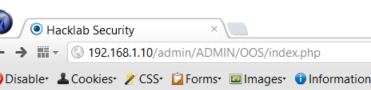 Hacklab Security
192.168.1.10/admin/ADMIN/OOS/index.php
Disable Cookies CSS Forms Images Information